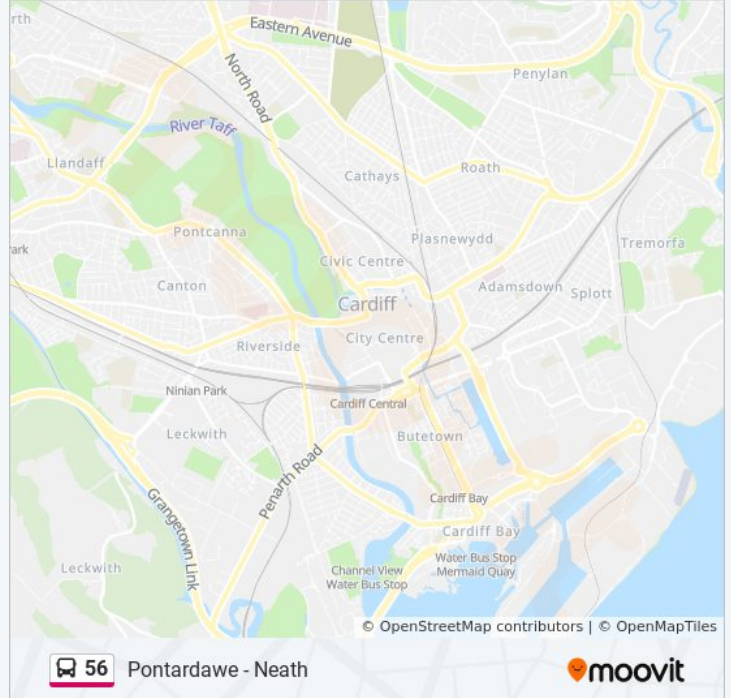 rth
Eastern Avenue
North Road
Penylan
River Taff
Llandaff
Cathays
Roath
Pontcanna
Plasnewydd
Tremorfa
ark
Civic Centre
Canton
Adamsdown
Splott
Cardiff
City Centre
Riverside
Ninian Park
Cardiff Central
Leckwith
Butetown
Penarth Road
Grangetown Link
Cardiff Bay
Cardiff Bay
Leckwith
Channel View
Water Bus Stop
Water Bus Stop
Mermaid Quay
© OpenStreetMap contributors | © OpenMapTiles
56 Pontardawe - Neath
moovit